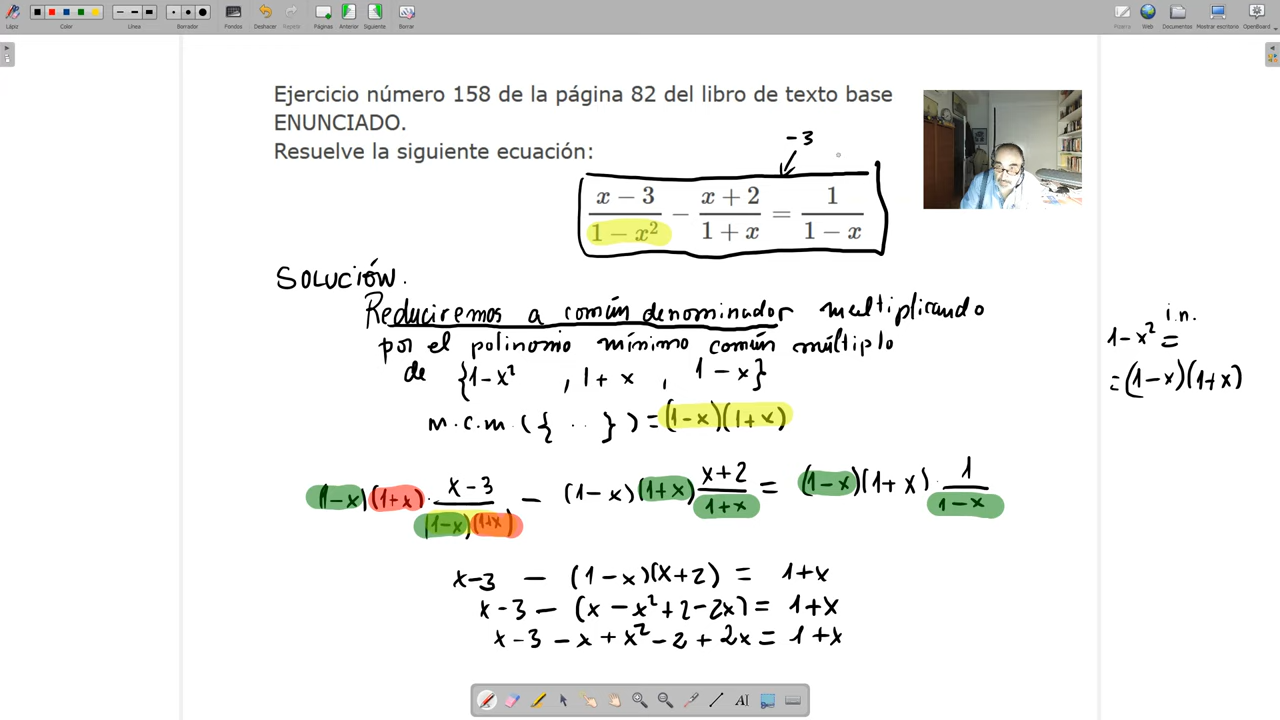 Lápiz Color Línea Borrador Fondos Deshacer Repetir Páginas Anterior Siguiente Borrar Pizarra Web Documentos Mostrar escritorio OpenBoard
Ejercicio número 158 de la página 82 del libro de texto base
ENUNCIADO.
Resuelve la siguiente ecuación:
-3
x − 3 / 1 − x² − x + 2 / 1 + x = 1 / 1 − x
SOLUCIÓN.
Reduciremos a común denominador multiplicando
por el polinomio mínimo común múltiplo
de {1-x² , 1+x , 1-x}
i.n.
1-x² =
=(1-x)(1+x)
m.c.m({ .. }) = (1-x)(1+x)
(1-x)(1+x) · x-3 / (1-x)(1+x) - (1-x)(1+x) x+2 / 1+x = (1-x)(1+x) · 1 / 1-x
x-3 - (1-x)(x+2) = 1+x
x-3 - (x - x² + 2 - 2x) = 1+x
x-3 - x + x² - 2 + 2x = 1+x
AI